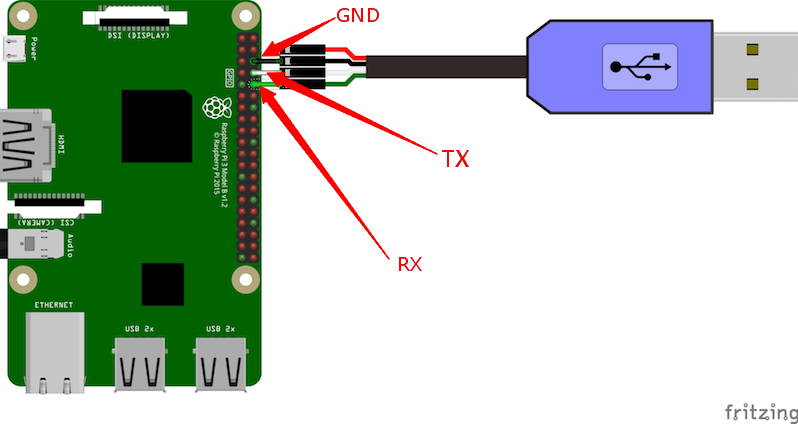 GND
DSI (DISPLAY)
Power
GPIO
HDMI
Raspberry Pi 3 Model B v1.2
© Raspberry Pi 2015
TX
CSI (CAMERA)
Audio
RX
ETHERNET
USB 2x
USB 2x
fritzing